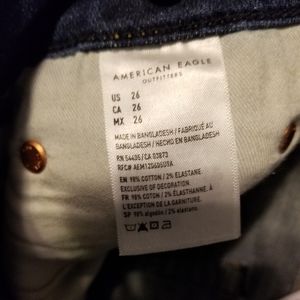 AMERICAN EAGLE
OUTFITTERS
US 26
CA 26
MX 26
MADE IN BANGLADESH / FABRIQUÉ AU
BANGLADESH / HECHO EN BANGLADESH
RN 54485/CA 03873
EN 98% COTTON / 2% ELASTANE
EXCLUSIVE OF DECORATION
FR 98% COTON / 2% ÉLASTHANNE. À
L'EXCEPTION DE LA GARNITURE.
SP 98% algodón / 2% elastano